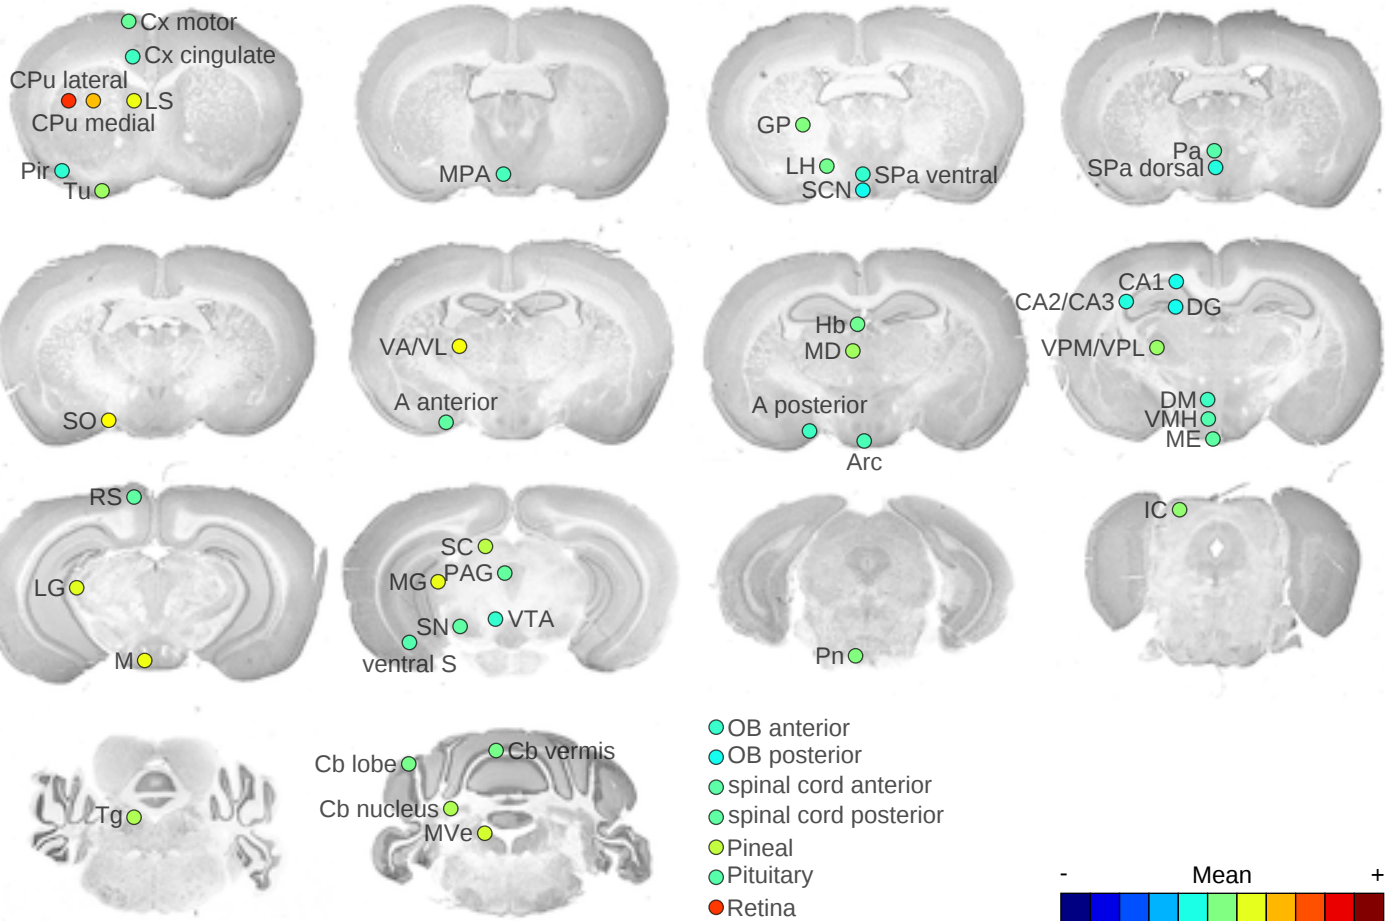 Cx motor
Cx cingulate
CPu lateral
LS
CPu medial
Pir
Tu
MPA
GP
LH
SPa ventral
SCN
Pa
SPa dorsal
SO
VA/VL
A anterior
Hb
MD
A posterior
Arc
CA1
CA2/CA3
DG
VPM/VPL
DM
VMH
ME
RS
LG
M
SC
PAG
MG
VTA
SN
ventral S
Pn
IC
Tg
Cb vermis
Cb lobe
Cb nucleus
MVe
OB anterior
OB posterior
spinal cord anterior
spinal cord posterior
Pineal
Pituitary
Retina
- Mean +